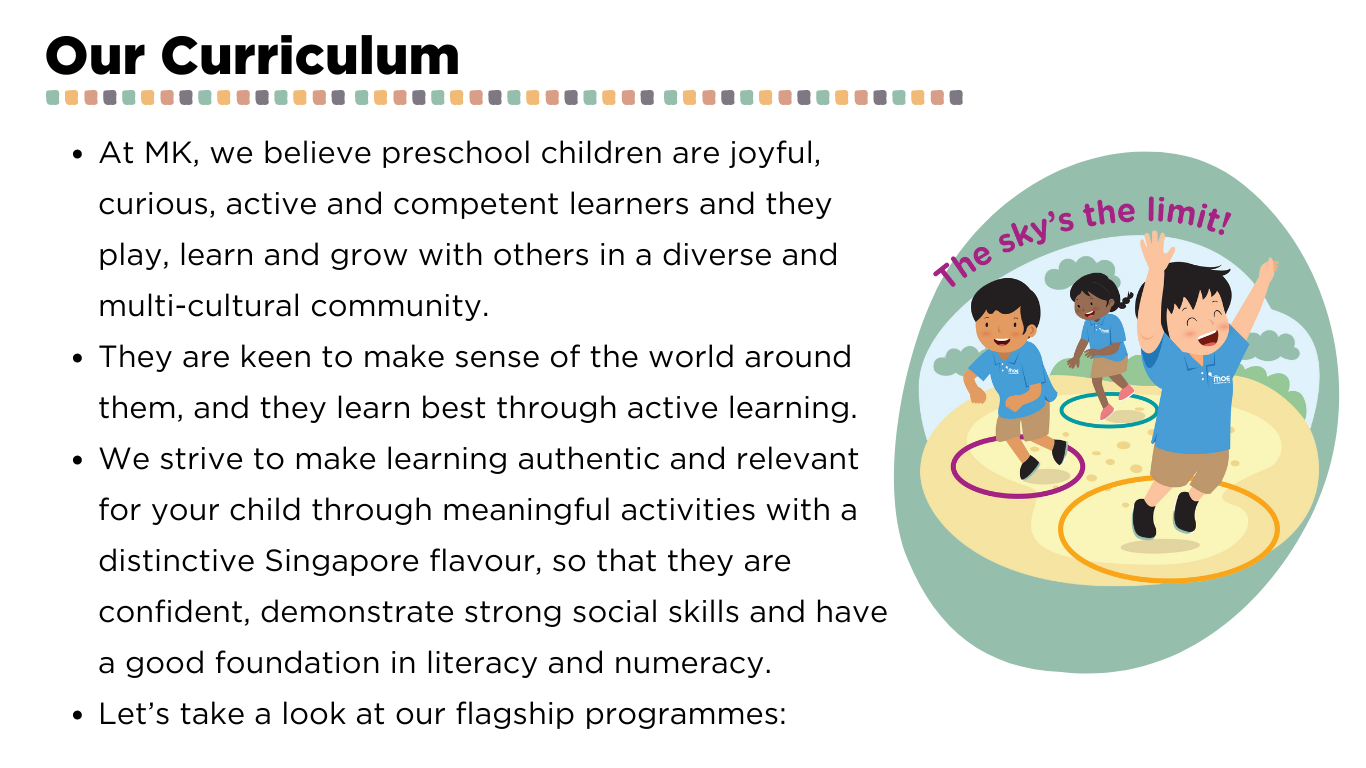 Our Curriculum
• At MK, we believe preschool children are joyful,
curious, active and competent learners and they
play, learn and grow with others in a diverse and
multi-cultural community.
• They are keen to make sense of the world around
them, and they learn best through active learning.
• We strive to make learning authentic and relevant
for your child through meaningful activities with a
distinctive Singapore flavour, so that they are
confident, demonstrate strong social skills and have
a good foundation in literacy and numeracy.
• Let’s take a look at our flagship programmes:
The sky’s the limit!
moe
moe